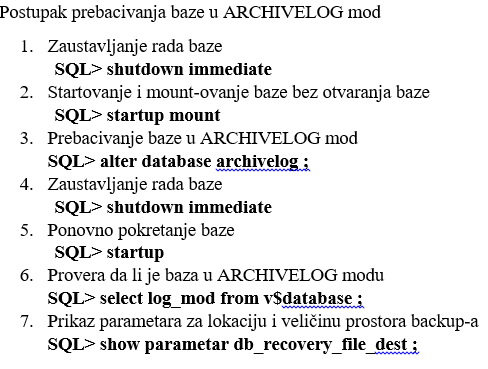 Postupak prebacivanja baze u ARCHIVELOG mod
1. Zaustavljanje rada baze
SQL> shutdown immediate
2. Startovanje i mount-ovanje baze bez otvaranja baze
SQL> startup mount
3. Prebacivanje baze u ARCHIVELOG mod
SQL> alter database archivelog ;
4. Zaustavljanje rada baze
SQL> shutdown immediate
5. Ponovno pokretanje baze
SQL> startup
6. Provera da li je baza u ARCHIVELOG modu
SQL> select log_mod from v$database ;
7. Prikaz parametara za lokaciju i veličinu prostora backup-a
SQL> show parametar db_recovery_file_dest ;